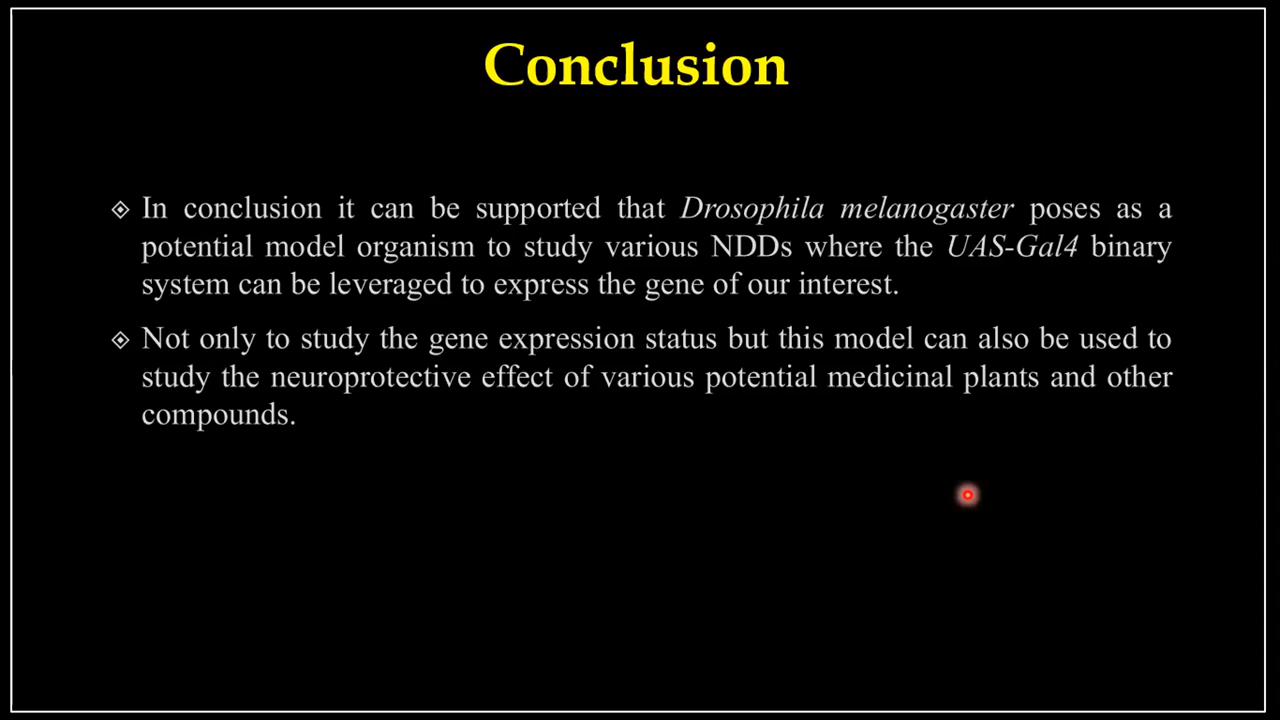 Conclusion
In conclusion it can be supported that Drosophila melanogaster poses as a
potential model organism to study various NDDs where the UAS-Gal4 binary
system can be leveraged to express the gene of our interest.
Not only to study the gene expression status but this model can also be used to
study the neuroprotective effect of various potential medicinal plants and other
compounds.